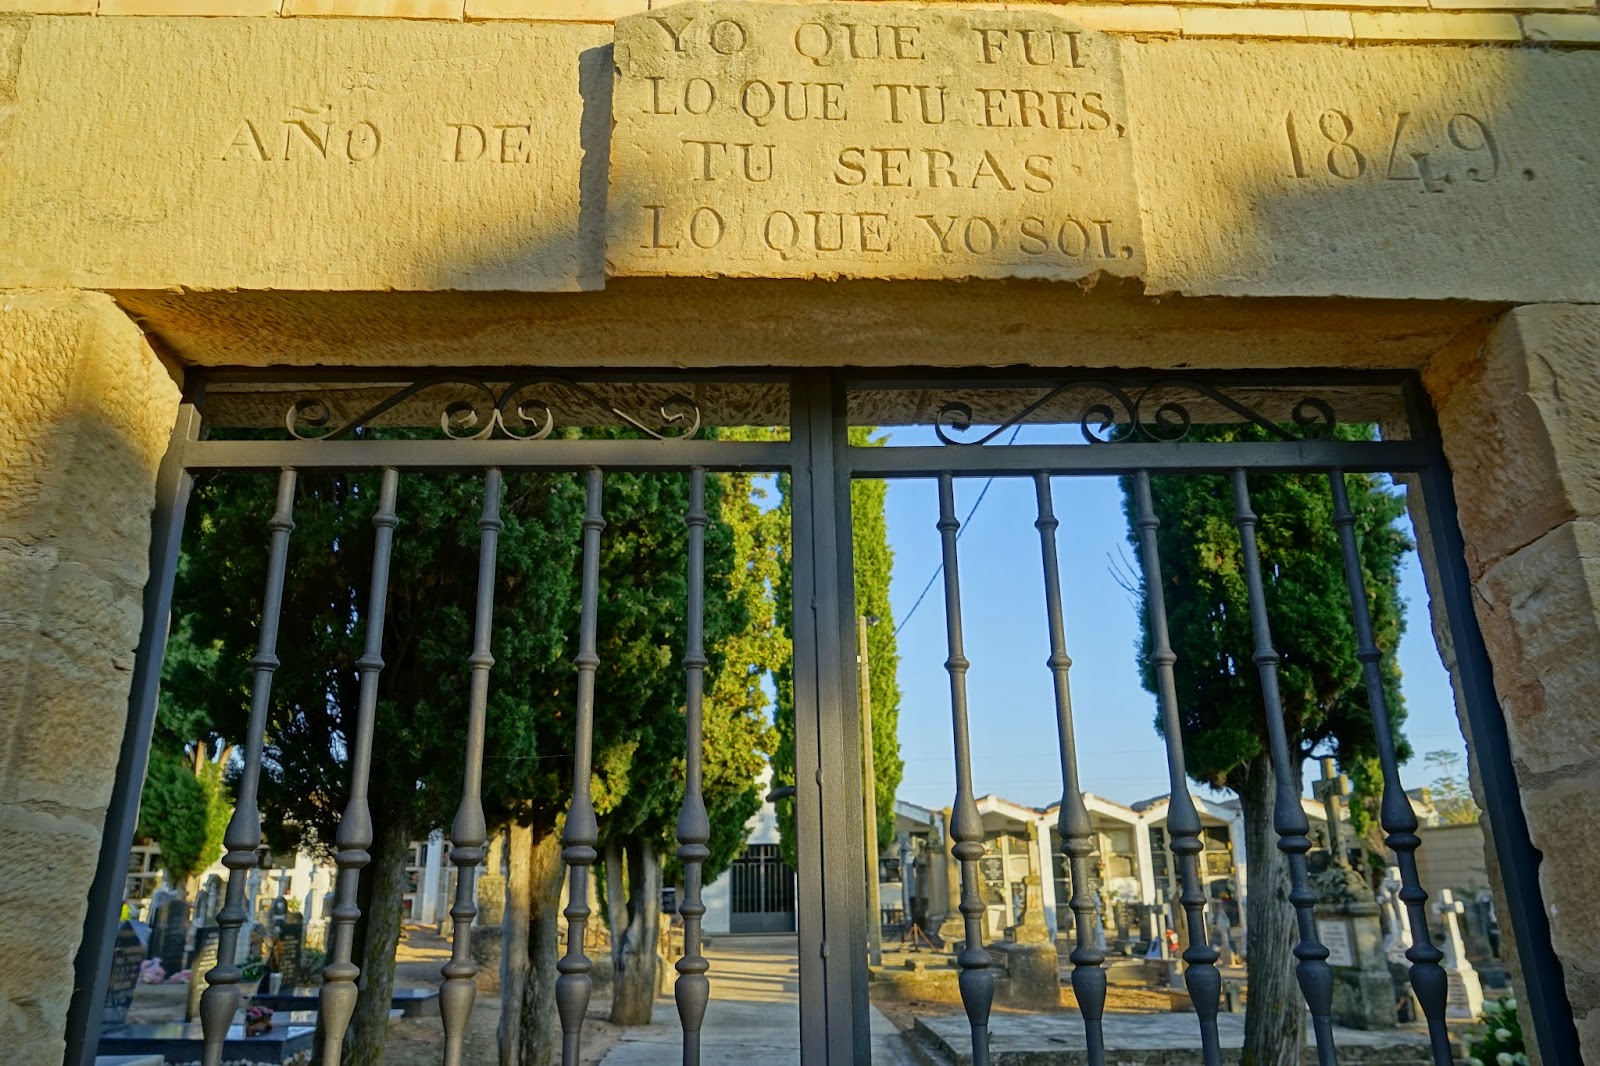 YO QUE FUI
LO QUE TU ERES,
TU SERAS
LO QUE YO SOI.
AÑO DE
1849.